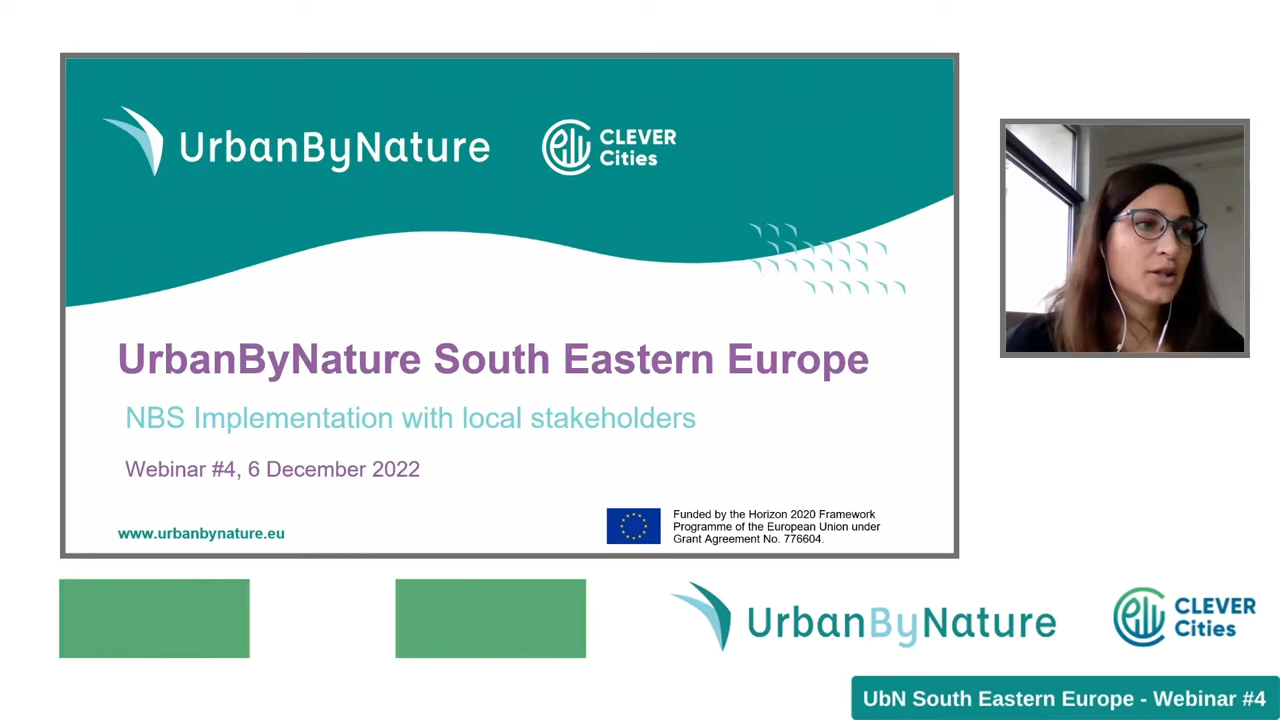 UrbanByNature
CLEVER
Cities
UrbanByNature South Eastern Europe
NBS Implementation with local stakeholders
Webinar #4, 6 December 2022
www.urbanbynature.eu
Funded by the Horizon 2020 Framework
Programme of the European Union under
Grant Agreement No. 776604.
UrbanByNature
CLEVER
Cities
UbN South Eastern Europe - Webinar #4